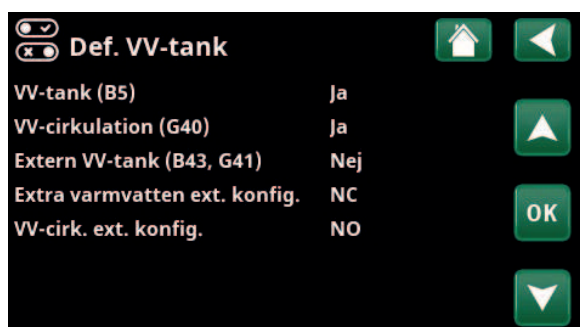 Def. VV-tank
VV-tank (B5) Ja
VV-cirkulation (G40) Ja
Extern VV-tank (B43, G41) Nej
Extra varmvatten ext. konfig. NC
OK
VV-cirk. ext. konfig. NO